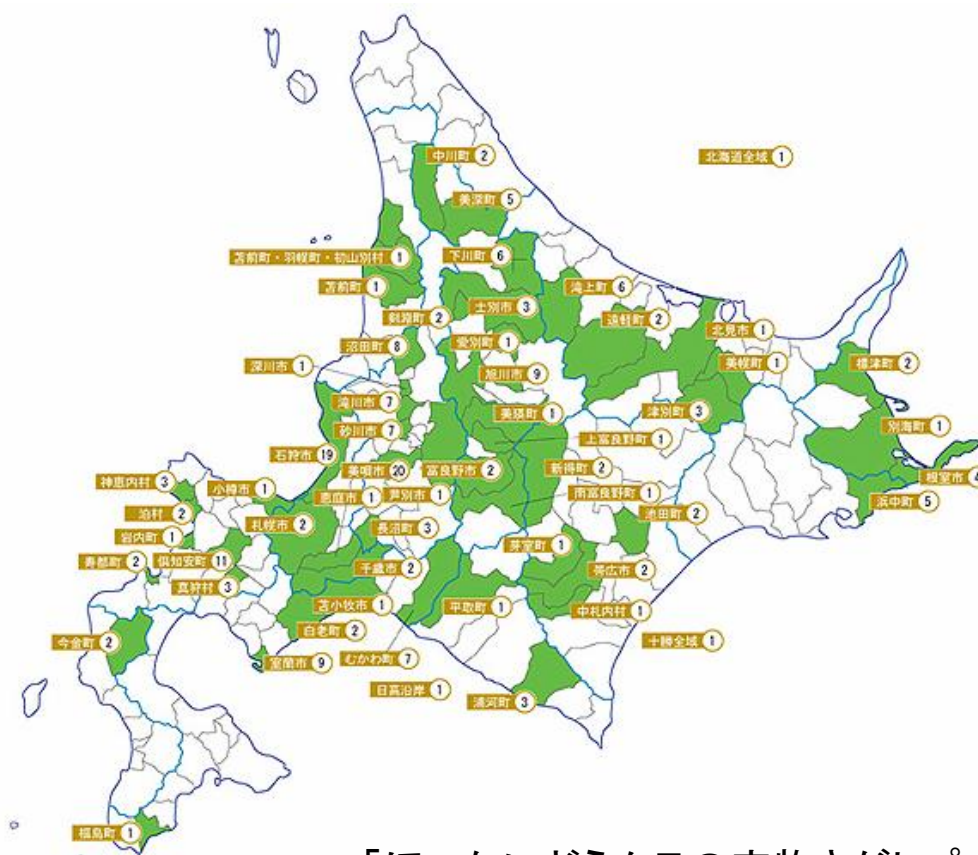 中川町 2
北海道全域 1
美深町 5
苫前町・羽幌町・初山別村 1
下川町 6
苫前町 1
滝上町 6
士別市 3
剣淵町 2
遠軽町 2
北見市 1
沼田町 8
愛別町 1
美幌町 1
標津町 2
深川市 1
旭川市 9
滝川市 7
美瑛町 1
津別町 3
砂川市 7
別海町 1
上富良野町 1
石狩市 19
美唄市 20
富良野市 2
新得町 2
根室市 4
神恵内村 3
小樽市 1
恵庭市 1
芦別市 1
南富良野町 1
浜中町 5
泊村 2
札幌市 2
長沼町 3
池田町 2
岩内町 1
芽室町 1
寿都町 2
倶知安町 11
千歳市 2
帯広市 2
真狩村 3
苫小牧市 1
平取町 1
中札内村 1
白老町 2
今金町 2
十勝全域 1
室蘭市 9
むかわ町 7
日高沿岸 1
浦河町 3
福島町 1